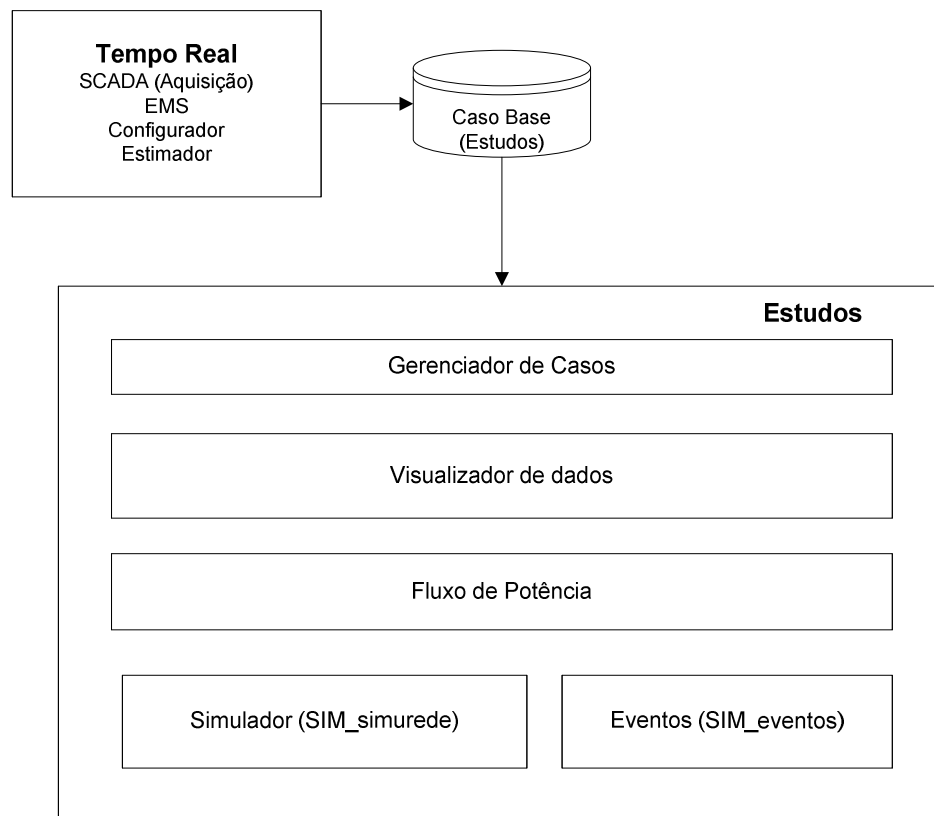 Tempo Real
SCADA (Aquisição)
EMS
Configurador
Estimador
Caso Base
(Estudos)
Estudos
Gerenciador de Casos
Visualizador de dados
Fluxo de Potência
Simulador (SIM_simurede)
Eventos (SIM_eventos)